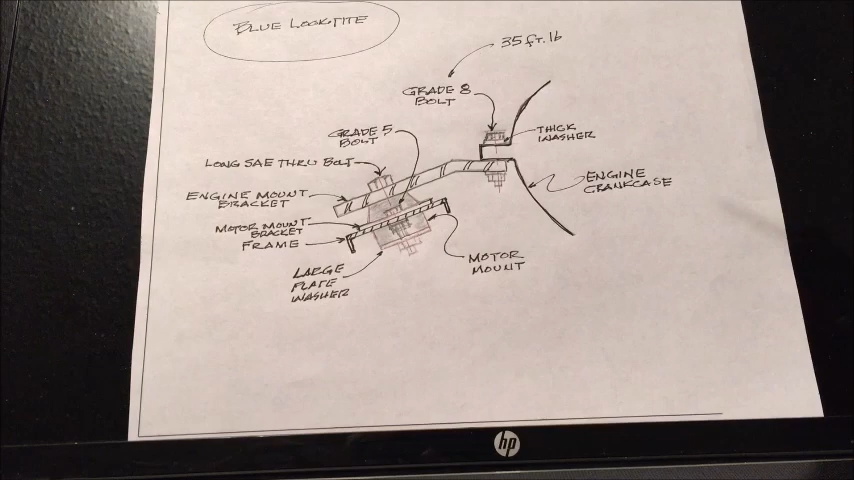 BLUE LOCKTITE
35 ft. lb
GRADE 8
BOLT
THICK
WASHER
GRADE 5
BOLT
LONG SAE THRU BOLT
ENGINE MOUNT
BRACKET
ENGINE
CRANKCASE
MOTOR MOUNT
BRACKET
FRAME
MOTOR
MOUNT
LARGE
PLATE
WASHER
hp